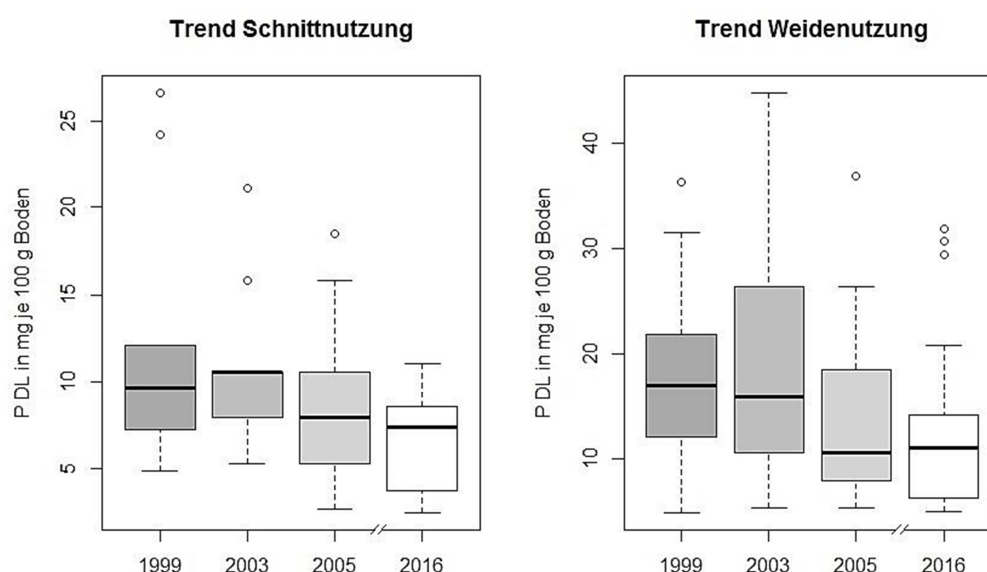 Trend Schnittnutzung
P DL in mg je 100 g Boden
25
20
15
10
5
1999 2003 2005 2016
Trend Weidenutzung
P DL in mg je 100 g Boden
40
30
20
10
1999 2003 2005 2016